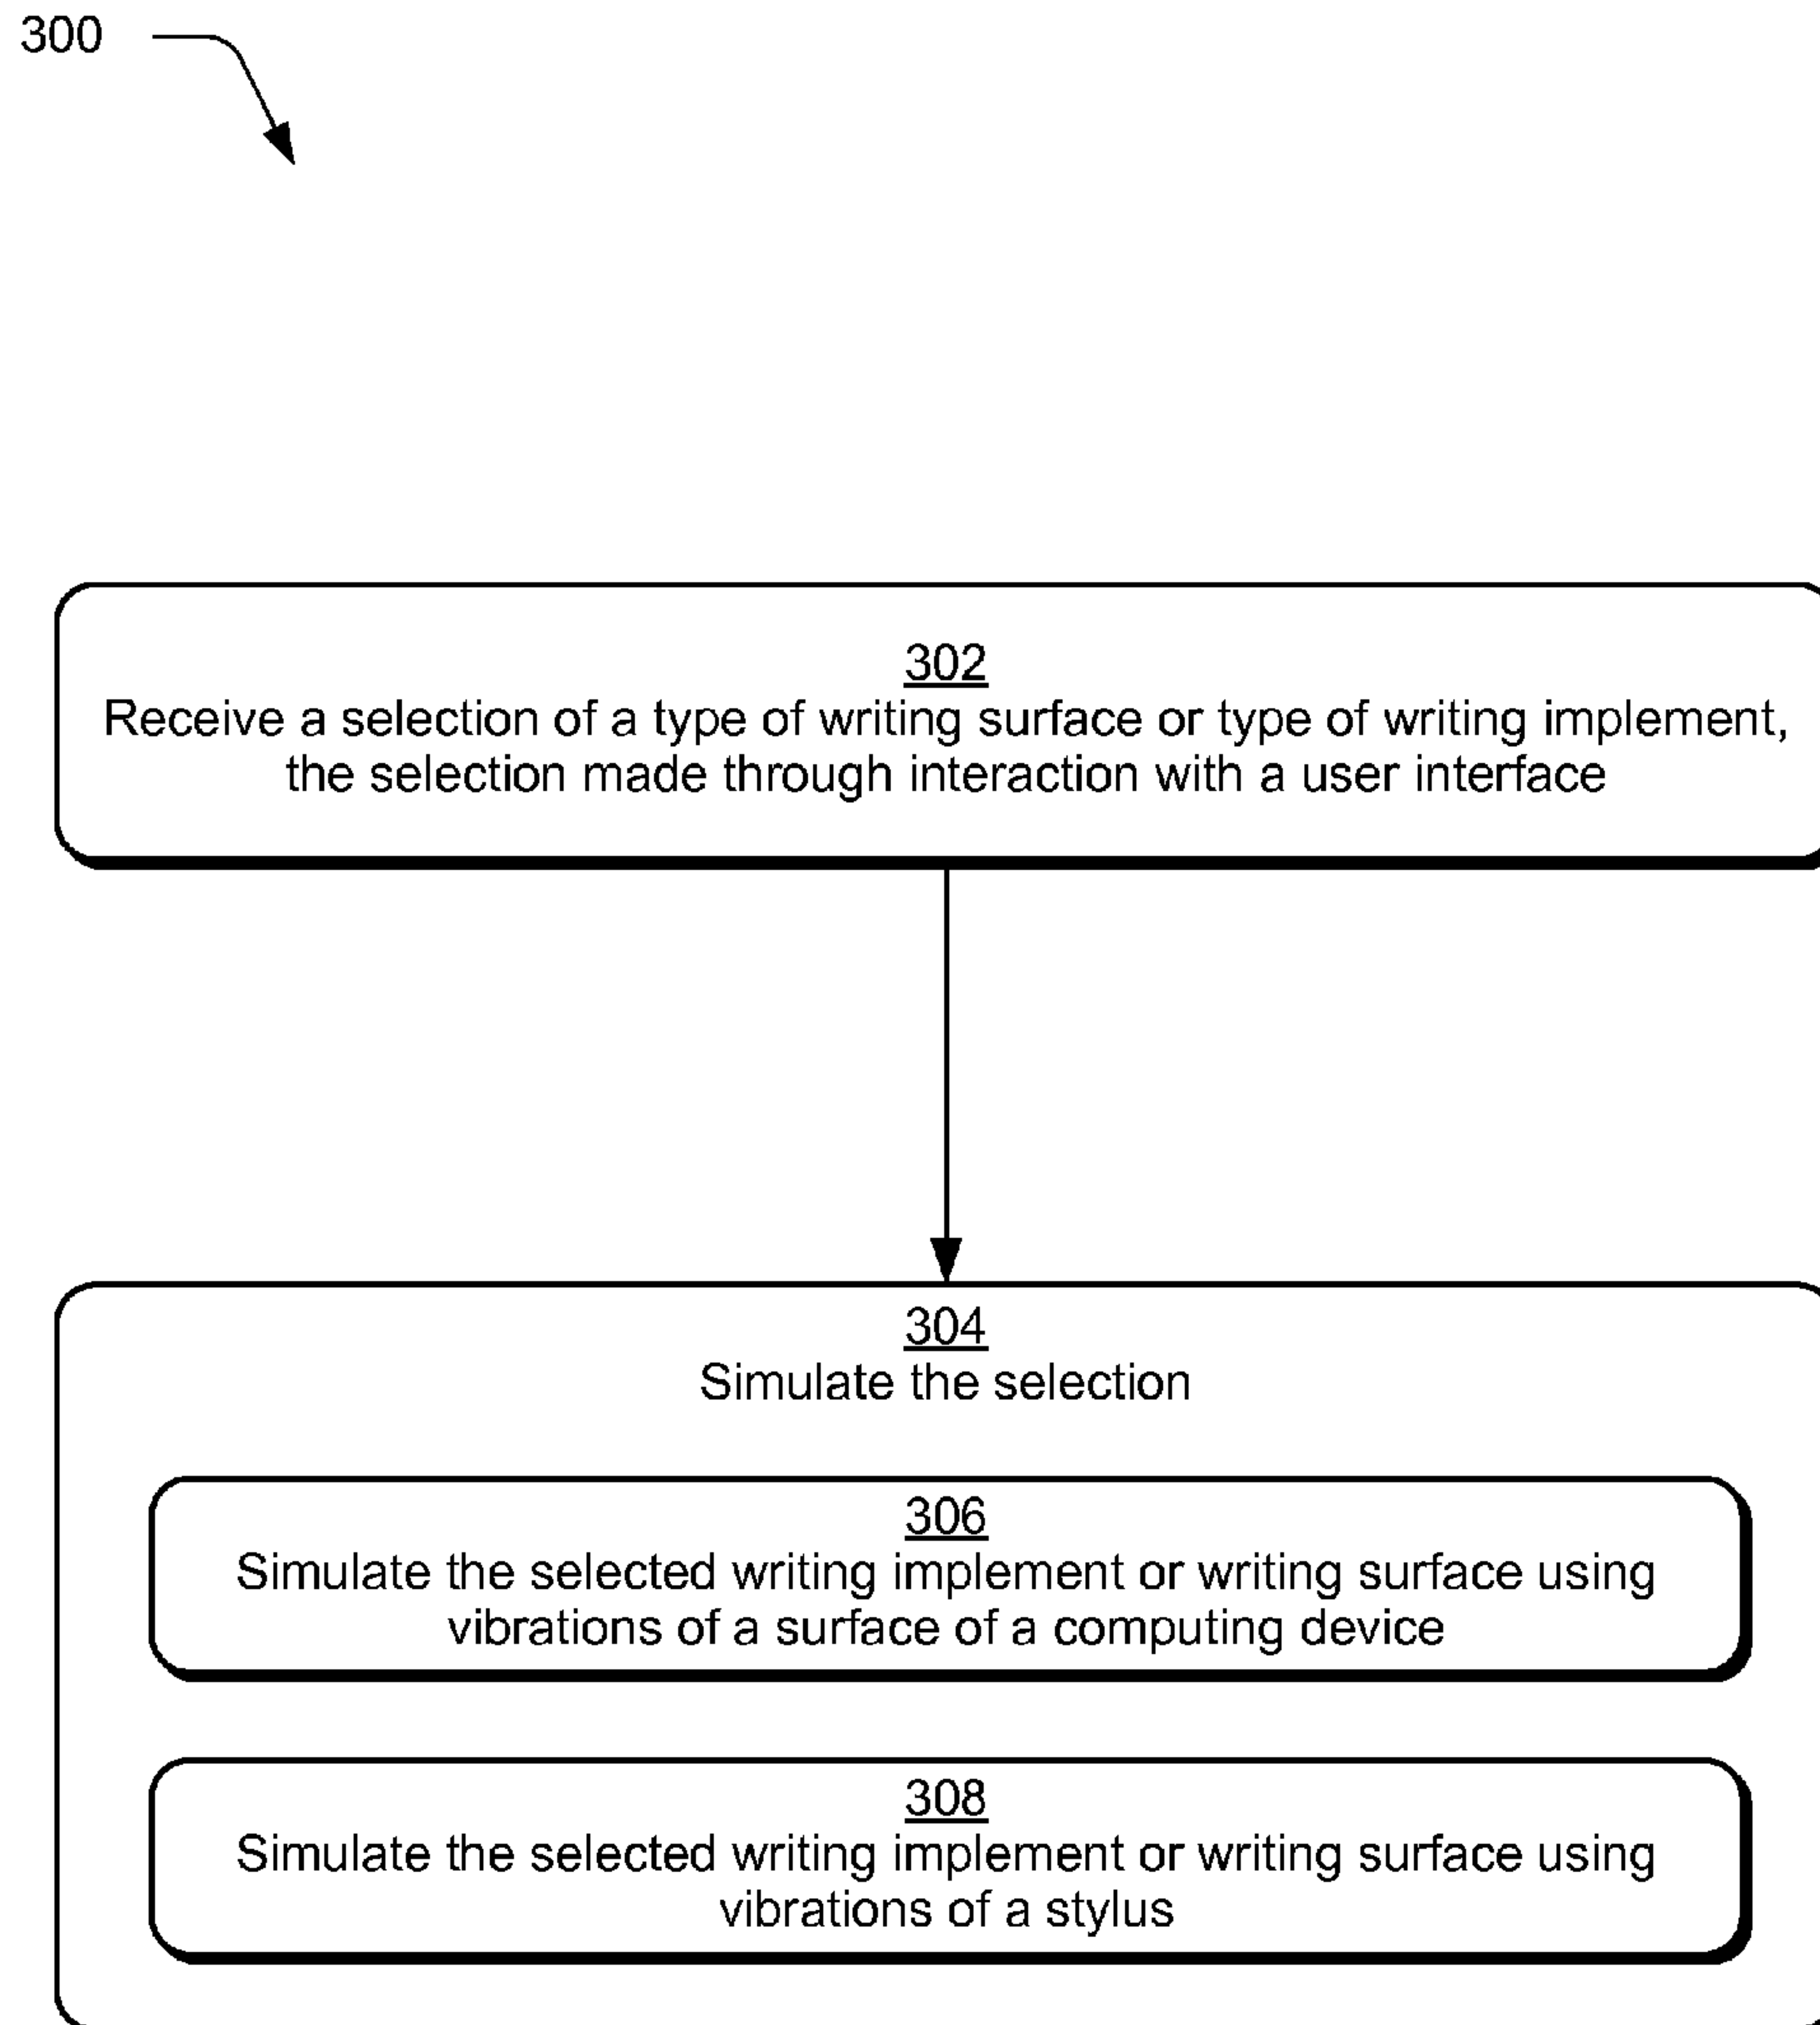 300
302
Receive a selection of a type of writing surface or type of writing implement,
the selection made through interaction with a user interface
304
Simulate the selection
306
Simulate the selected writing implement or writing surface using
vibrations of a surface of a computing device
308
Simulate the selected writing implement or writing surface using
vibrations of a stylus